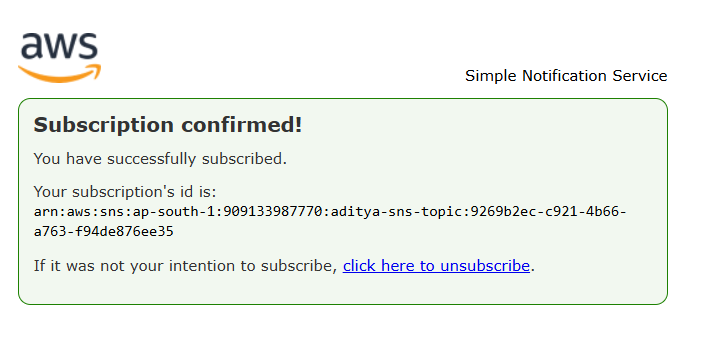 aws
Simple Notification Service
Subscription confirmed!
You have successfully subscribed.
Your subscription's id is:
arn:aws:sns:ap-south-1:909133987770:aditya-sns-topic:9269b2ec-c921-4b66-
a763-f94de876ee35
If it was not your intention to subscribe, click here to unsubscribe.